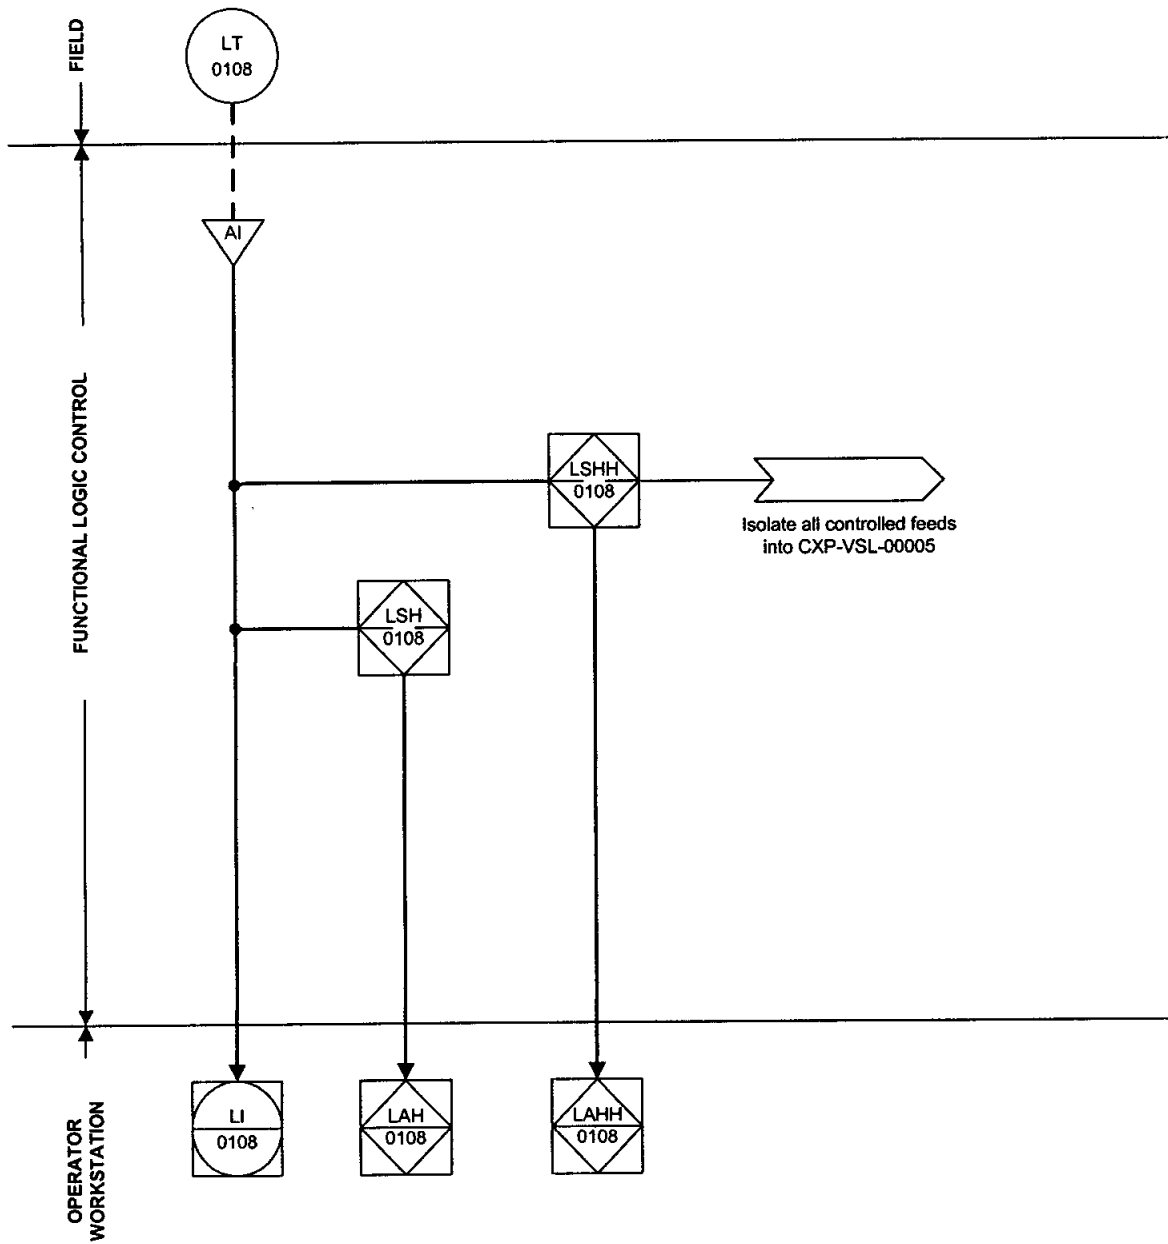 FIELD
LT
0108
AI
FUNCTIONAL LOGIC CONTROL
LSHH
0108
Isolate all controlled feeds
into CXP-VSL-00005
LSH
0108
OPERATOR
WORKSTATION
LI
0108
LAH
0108
LAHH
0108